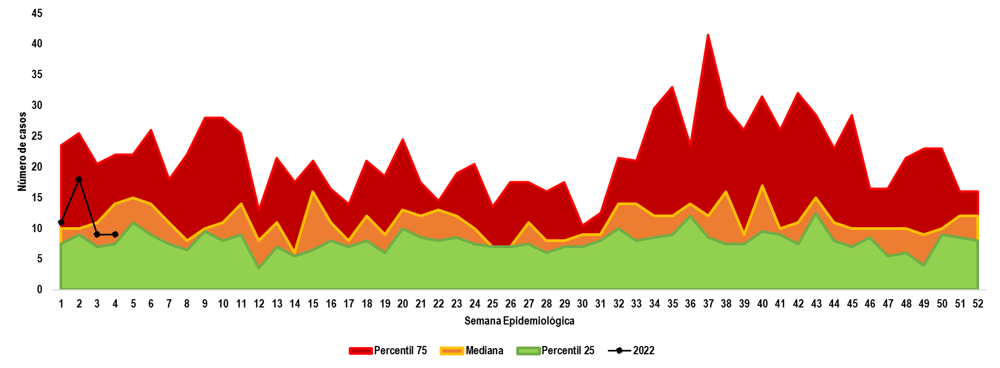 45
40
35
30
25
20
15
10
5
0
Número de casos
1 2 3 4 5 6 7 8 9 10 11 12 13 14 15 16 17 18 19 20 21 22 23 24 25 26 27 28 29 30 31 32 33 34 35 36 37 38 39 40 41 42 43 44 45 46 47 48 49 50 51 52
Semana Epidemiológica
Percentil 75 Mediana Percentil 25 2022